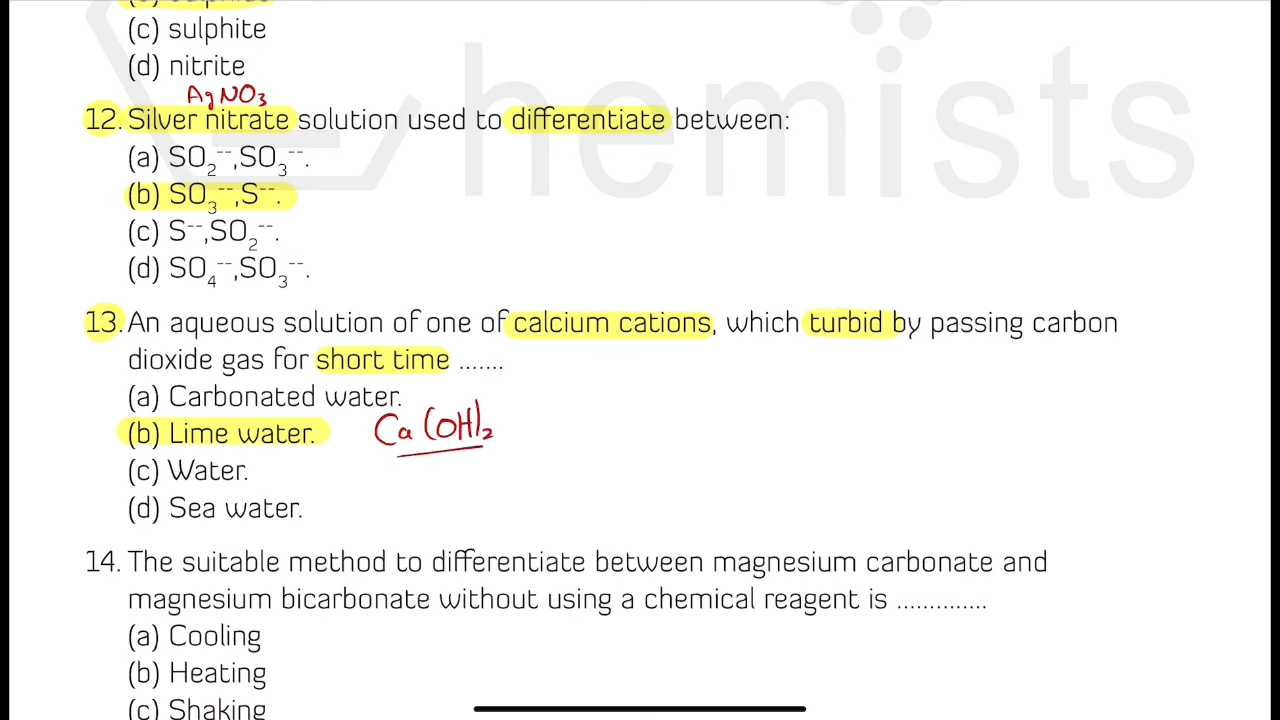 (c) sulphite
(d) nitrite
AgNO₃
12. Silver nitrate solution used to differentiate between:
(a) SO₂⁻⁻,SO₃⁻⁻.
(b) SO₃⁻⁻,S⁻⁻.
(c) S⁻⁻,SO₂⁻⁻.
(d) SO₄⁻⁻,SO₃⁻⁻.
13. An aqueous solution of one of calcium cations, which turbid by passing carbon
dioxide gas for short time .......
(a) Carbonated water.
(b) Lime water. Ca(OH)₂
(c) Water.
(d) Sea water.
14. The suitable method to differentiate between magnesium carbonate and
magnesium bicarbonate without using a chemical reagent is ..............
(a) Cooling
(b) Heating
(c) Shaking
hemists